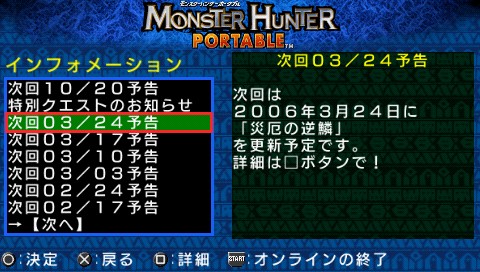 モンスターハンターポータブル
MONSTER HUNTER
PORTABLE™
インフォメーション
次回１０／２０予告
特別クエストのお知らせ
次回０３／２４予告
次回０３／１７予告
次回０３／１０予告
次回０３／０３予告
次回０２／２４予告
次回０２／１７予告
→【次へ】
次回０３／２４予告
次回は
２００６年３月２４日に
「災厄の逆鱗」
を更新予定です。
詳細は□ボタンで！
○:決定 ×:戻る □:詳細 START:オンラインの終了